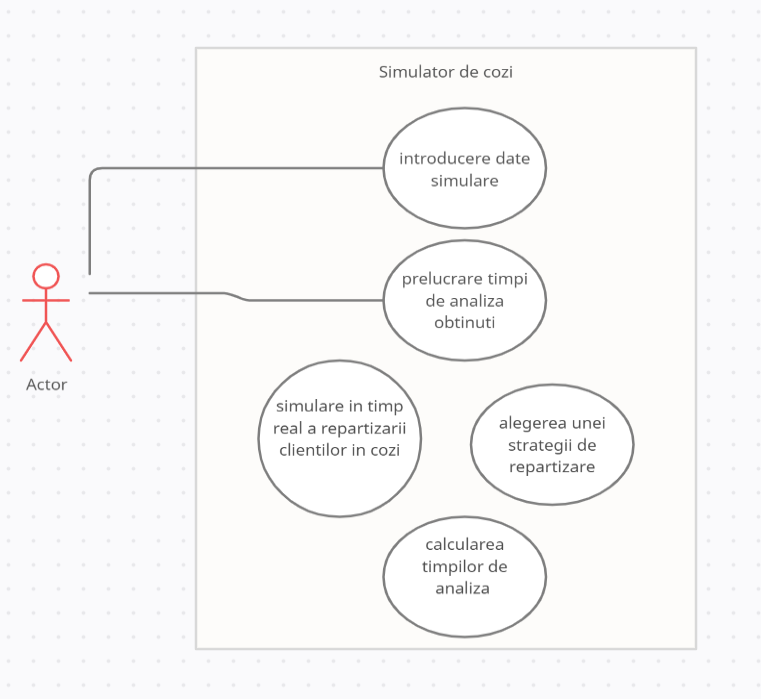 Simulator de cozi
introducere date
simulare
prelucrare timpi
de analiza
obtinuti
Actor
simulare in timp
real a repartizarii
clientilor in cozi
alegerea unei
strategii de
repartizare
calcularea
timpilor de
analiza